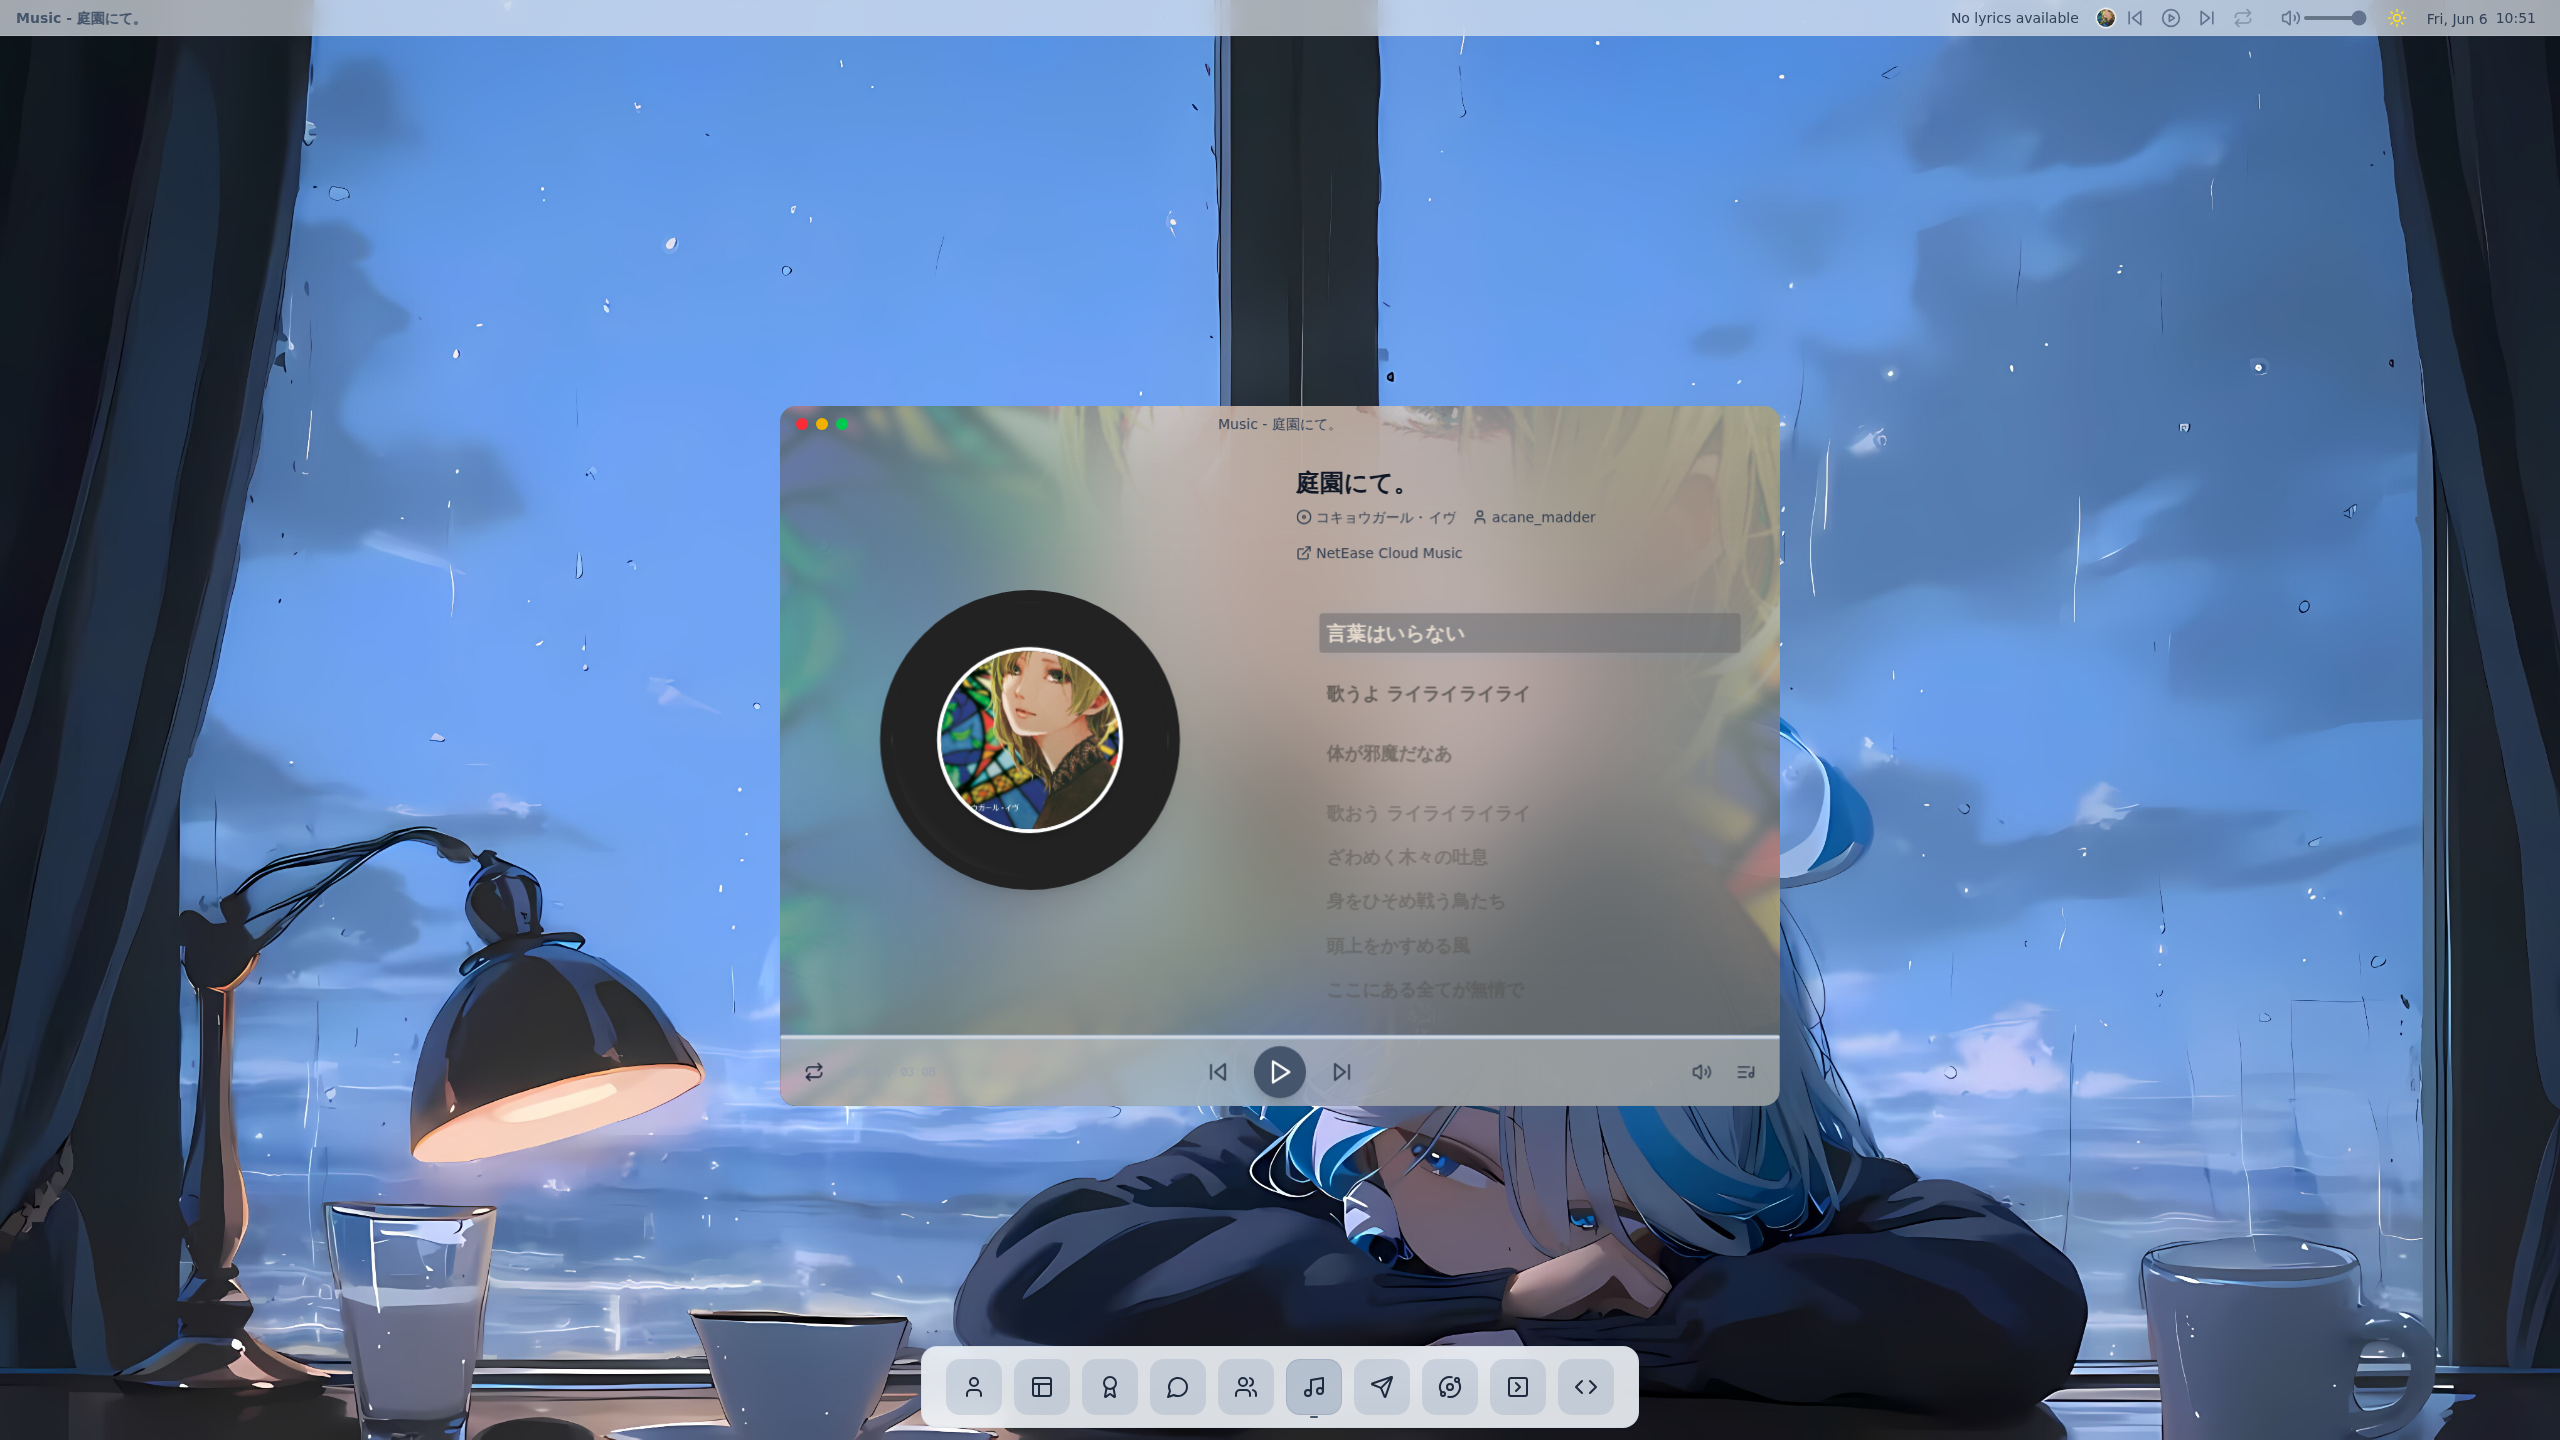 Music - 庭園にて。
No lyrics available
Fri, Jun 6 10:51
Music - 庭園にて。
庭園にて。
コキョウガール・イヴ acane_madder
NetEase Cloud Music
言葉はいらない
歌うよ ライライライライ
体が邪魔だなあ
歌おう ライライライライ
ざわめく木々の吐息
身をひそめ戦う鳥たち
頭上をかすめる風
ここにある全てが無情で
ウガール・イヴ